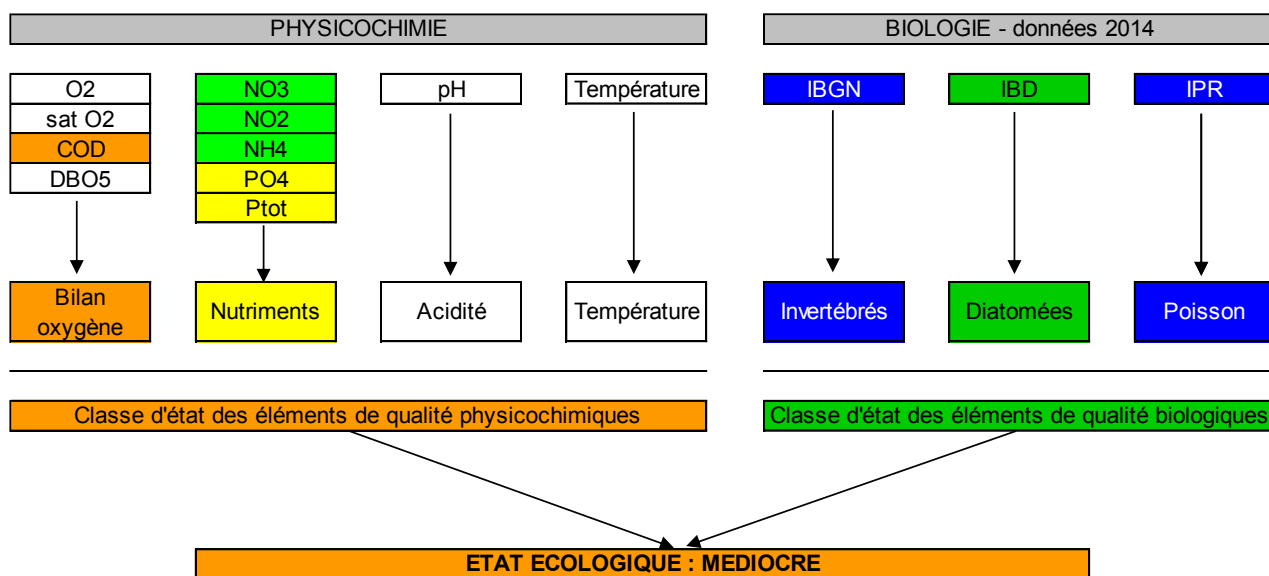 PHYSICOCHIMIE
BIOLOGIE - données 2014
O2
sat O2
COD
DBO5
NO3
NO2
NH4
PO4
Ptot
pH
Température
IBGN
IBD
IPR
Bilan
oxygène
Nutriments
Acidité
Température
Invertébrés
Diatomées
Poisson
Classe d'état des éléments de qualité physicochimiques
Classe d'état des éléments de qualité biologiques
ETAT ECOLOGIQUE : MEDIOCRE